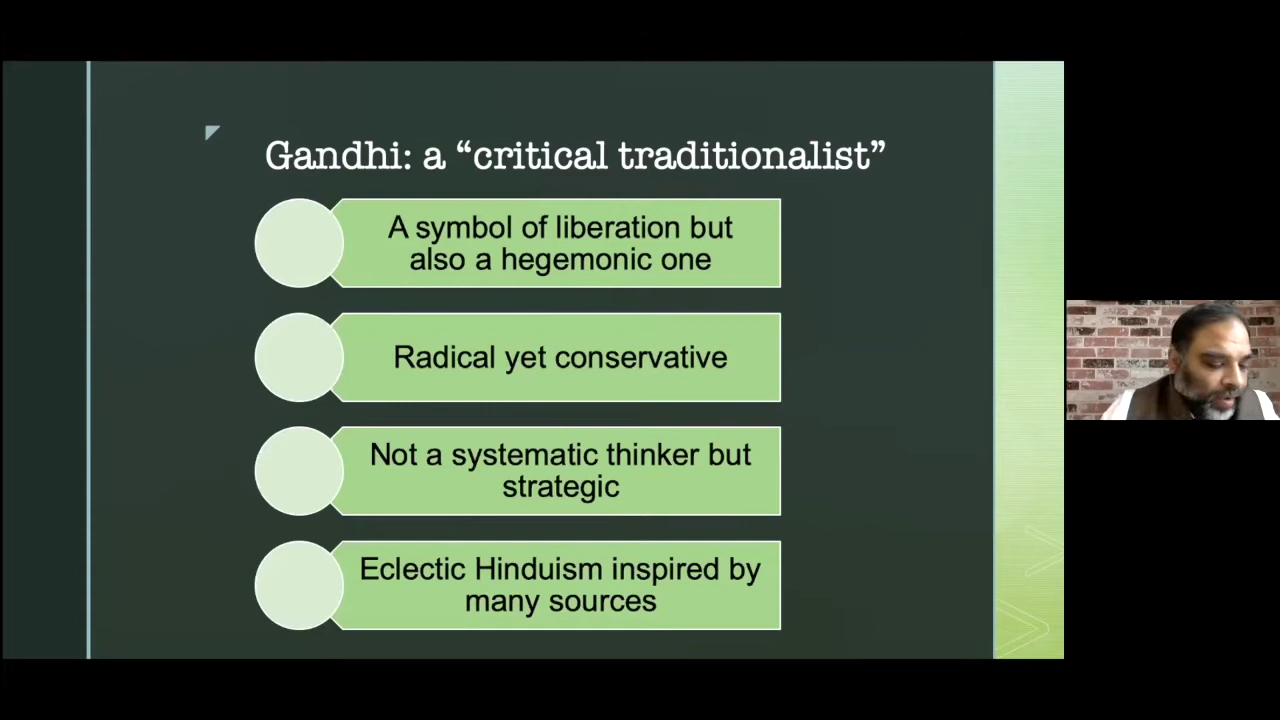 Gandhi: a “critical traditionalist”
A symbol of liberation but
also a hegemonic one
Radical yet conservative
Not a systematic thinker but
strategic
Eclectic Hinduism inspired by
many sources